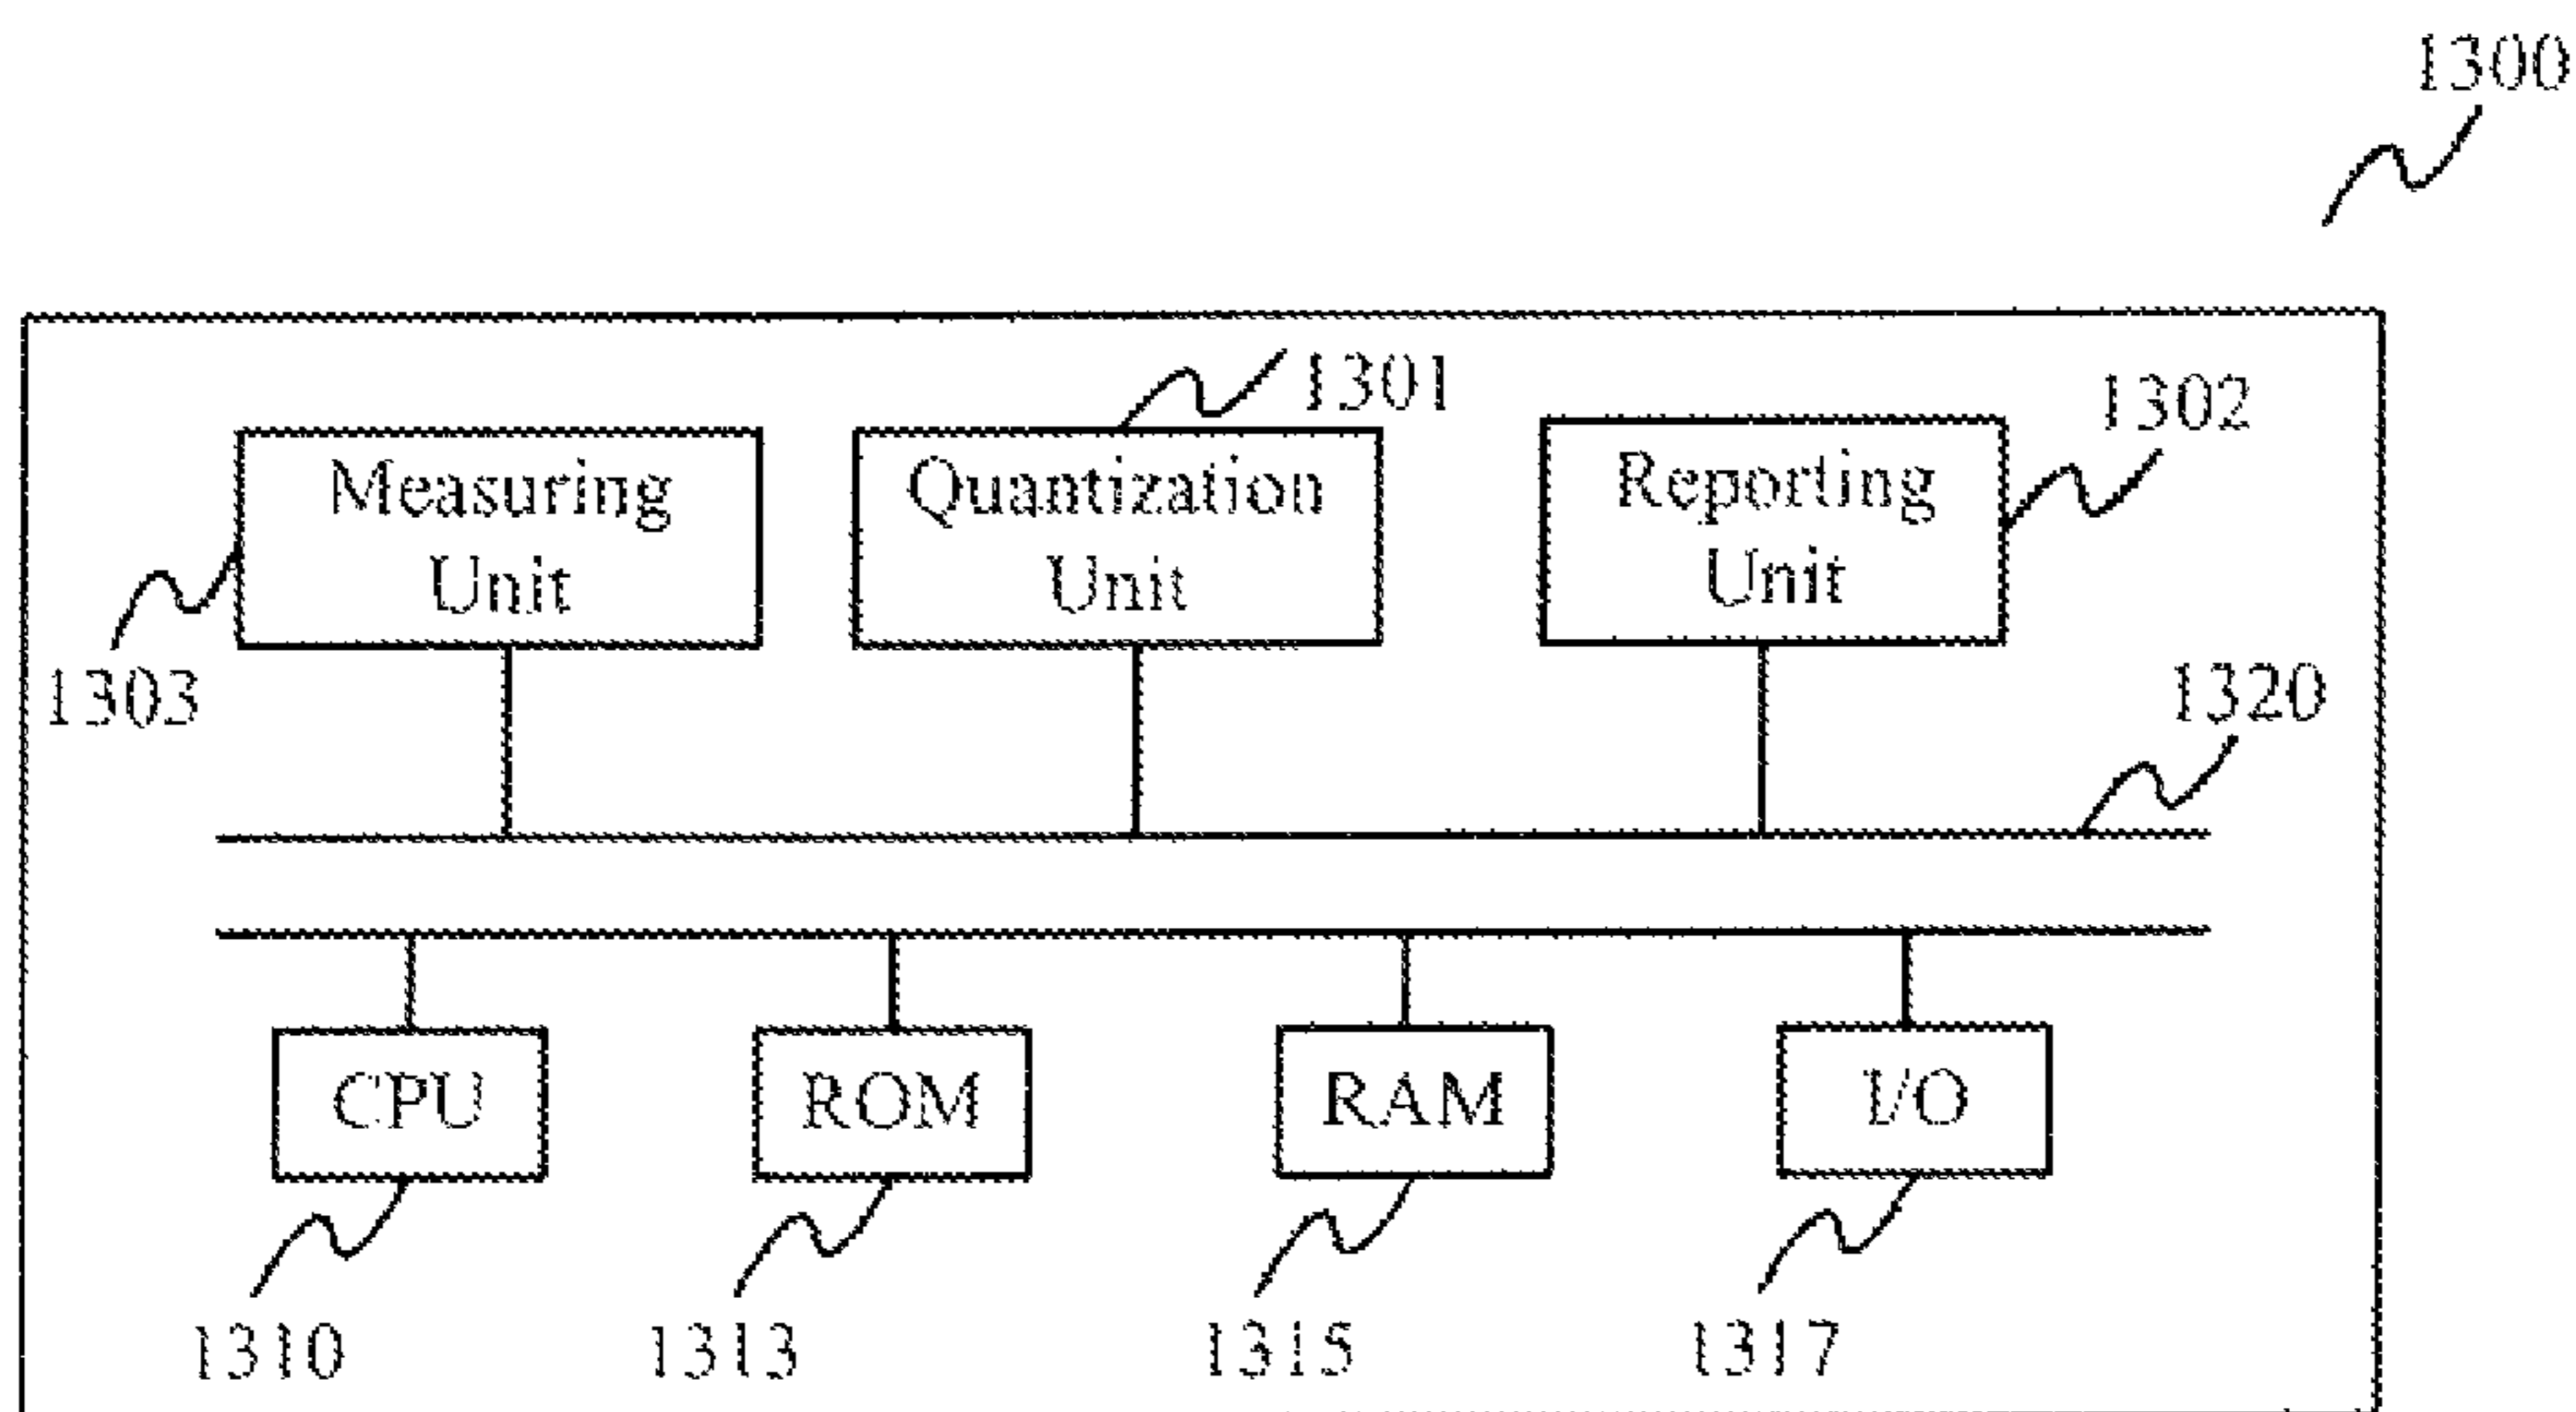 1300
1301
1302
Measuring
Unit
Quantization
Unit
Reporting
Unit
1303
1320
CPU
ROM
RAM
I/O
1310
1313
1315
1317